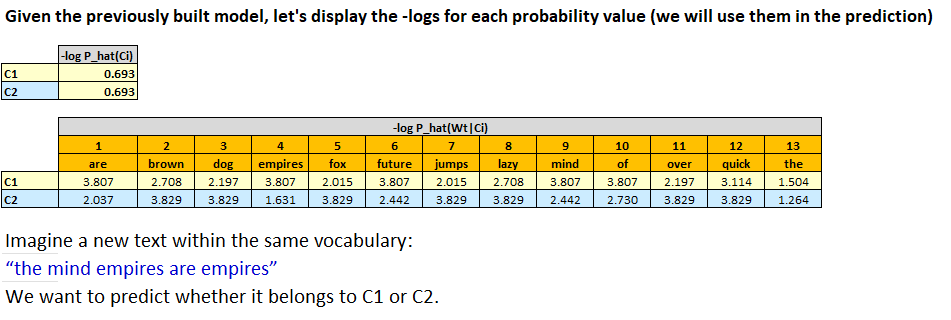 Given the previously built model, let's display the -logs for each probability value (we will use them in the prediction)
-log P_hat(Ci)
C1 0.693
C2 0.693
-log P_hat(Wt|Ci)
1 2 3 4 5 6 7 8 9 10 11 12 13
are brown dog empires fox future jumps lazy mind of over quick the
C1 3.807 2.708 2.197 3.807 2.015 3.807 2.015 2.708 3.807 3.807 2.197 3.114 1.504
C2 2.037 3.829 3.829 1.631 3.829 2.442 3.829 3.829 2.442 2.730 3.829 3.829 1.264
Imagine a new text within the same vocabulary:
“the mind empires are empires”
We want to predict whether it belongs to C1 or C2.